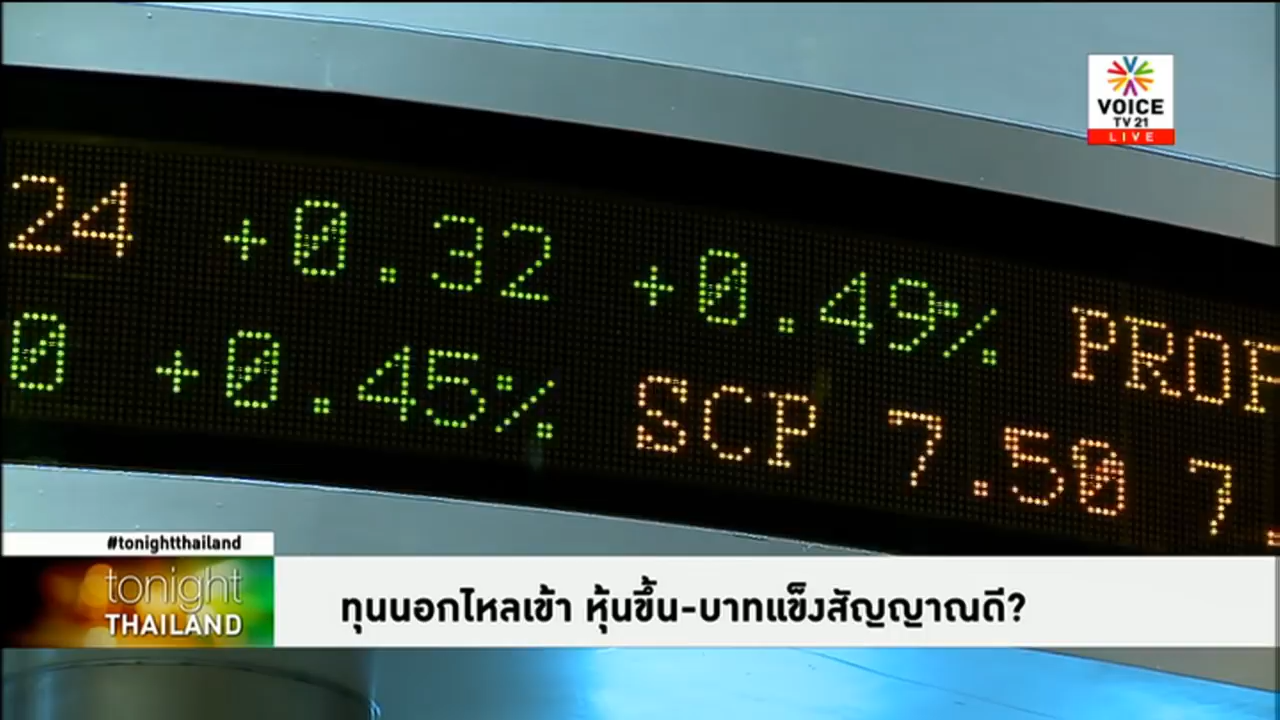 VOICE
TV 21
LIVE
24 +0.32 +0.49% PROF
0 +0.45% SCP 7.50 7.
#tonightthailand
tonight
THAILAND
ทุนนอกไหลเข้า หุ้นขึ้น-บาทแข็งสัญญาณดี?